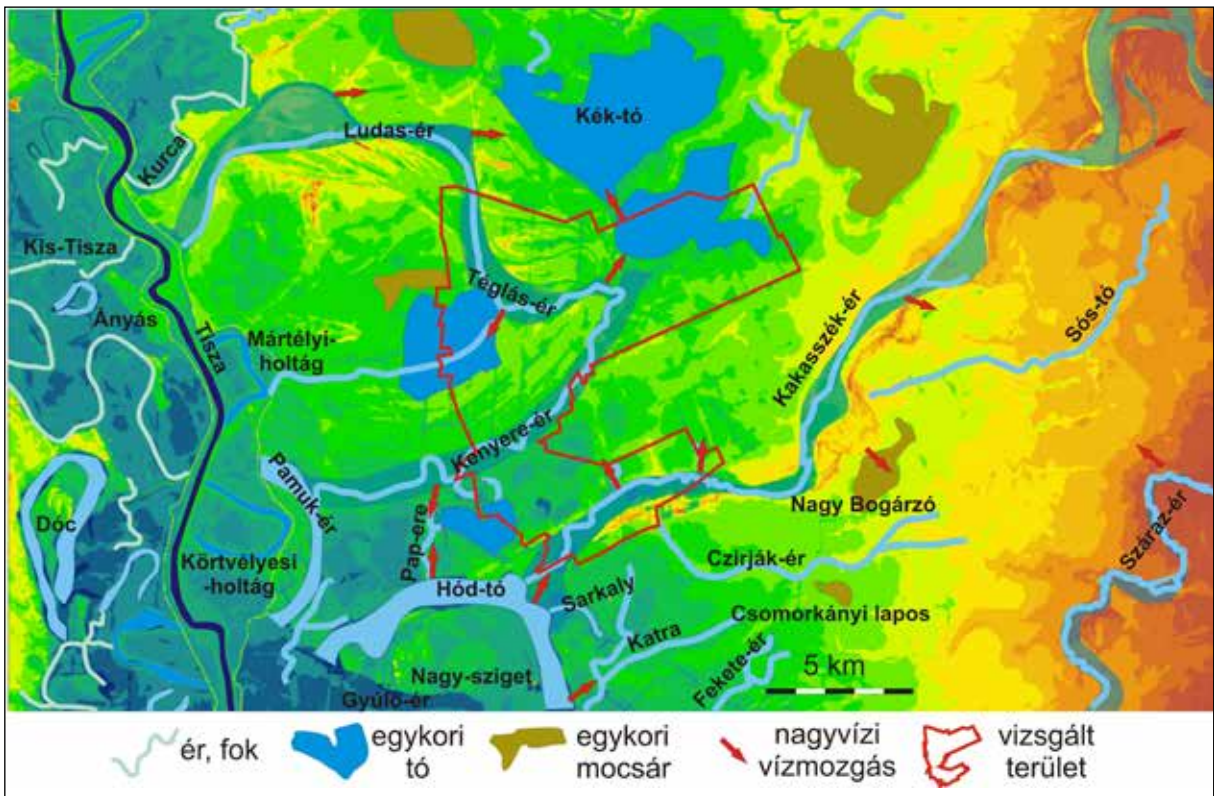 Kék-tó
Ludas-ér
Kurca
Kis-Tisza
Ányás
Tisza
Mártélyi-
holtág
Téglás-ér
Kakasszék-ér
Sós-tó
Kenyere-ér
Pamuk-ér
Dóc
Körtvélyesi
-holtág
Pap-ere
Hód-tó
Nagy Bogárzó
Czirják-ér
Száraz-ér
Sarkaly
Katra
Csomorkányi lapos
Fekete-ér
Nagy-sziget
Gyúló-ér
5 km
ér, fok
egykori
tó
egykori
mocsár
nagyvízi
vízmozgás
vizsgált
terület